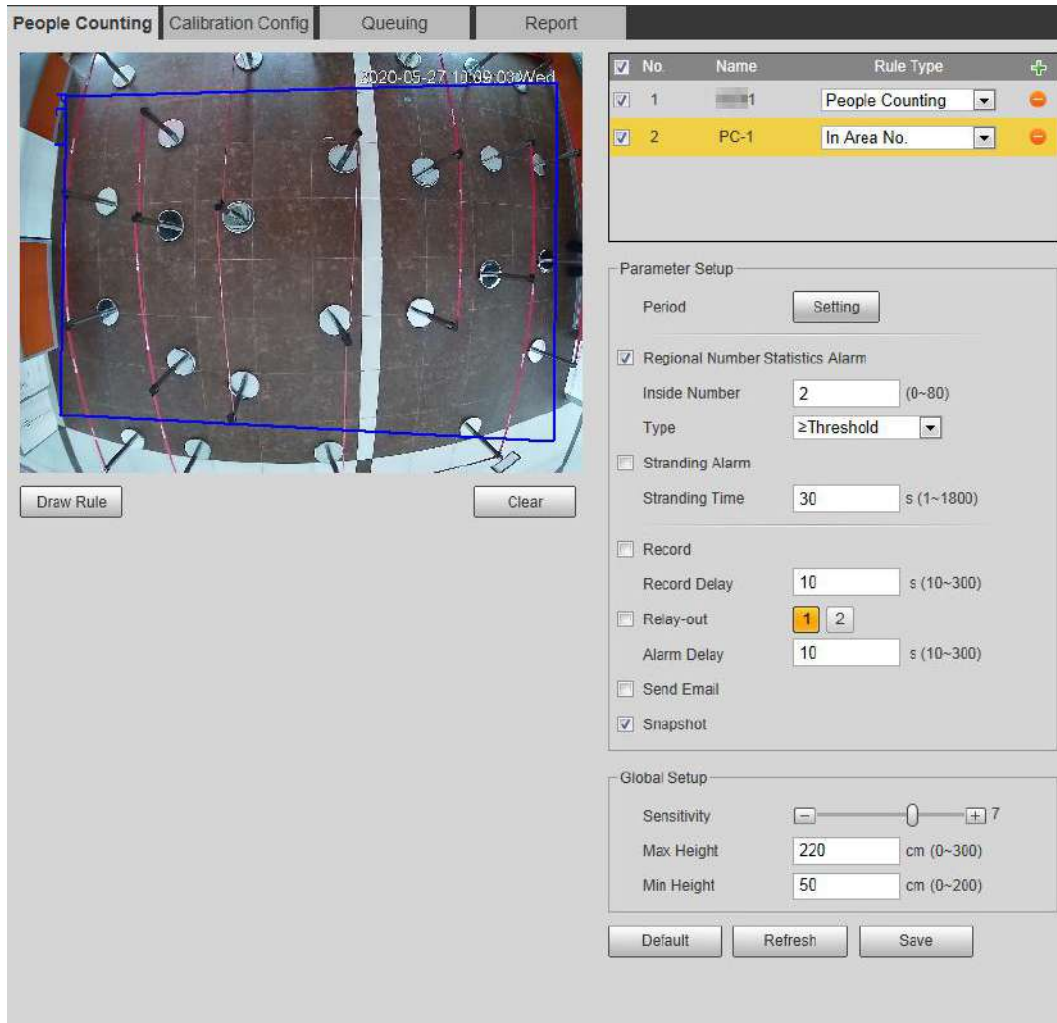 People Counting Calibration Config Queuing Report
2020-05-27 10:09:03 Wed
No. Name Rule Type
1 1 People Counting
2 PC-1 In Area No.
Draw Rule Clear
Parameter Setup
Period Setting
Regional Number Statistics Alarm
Inside Number 2 (0~80)
Type ≥Threshold
Stranding Alarm
Stranding Time 30 s (1~1800)
Record
Record Delay 10 s (10~300)
Relay-out 1 2
Alarm Delay 10 s (10~300)
Send Email
Snapshot
Global Setup
Sensitivity 7
Max Height 220 cm (0~300)
Min Height 50 cm (0~200)
Default Refresh Save